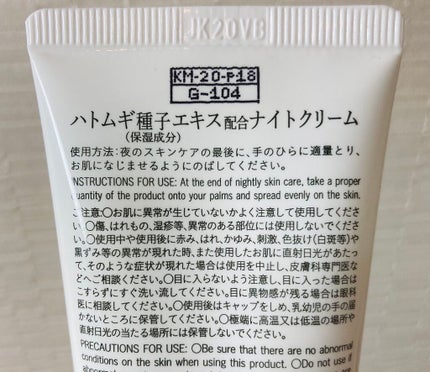 JK20V6
KM-20-P18
G-104
ハトムギ種子エキス配合ナイトクリーム
(保湿成分)
使用方法:夜のスキンケアの最後に、手のひらに適量とり、
お肌になじませるようにのばしてください。
INSTRUCTIONS FOR USE: At the end of nightly skin care, take a proper
quantity of the product onto your palms and spread evenly on the skin.
ご注意:〇お肌に異常が生じていないかよく注意して使用してくださ
い。〇傷、はれもの、湿疹等、異常のある部位には使用しないでくださ
い。〇使用中や使用後に赤み、はれ、かゆみ、刺激、色抜け(白斑等)や
黒ずみ等の異常が現れた時、また使用したお肌に直射日光があたっ
て、そのような症状が現れた場合は使用を中止し、皮膚科専門医な
どへご相談ください。〇目に入らないよう注意し、目に入った場合は
こすらずにすぐ洗い流してください。目に異物感が残る場合は眼科
医に相談してください。〇使用後はキャップをしめ、乳幼児の手の届
かないところに保管してください。〇極端に高温又は低温の場所や
直射日光の当たる場所には保管しないでください。
PRECAUTIONS FOR USE: 〇Be sure that there are no abnormal
conditions on the skin when using this product. 〇Do not use if